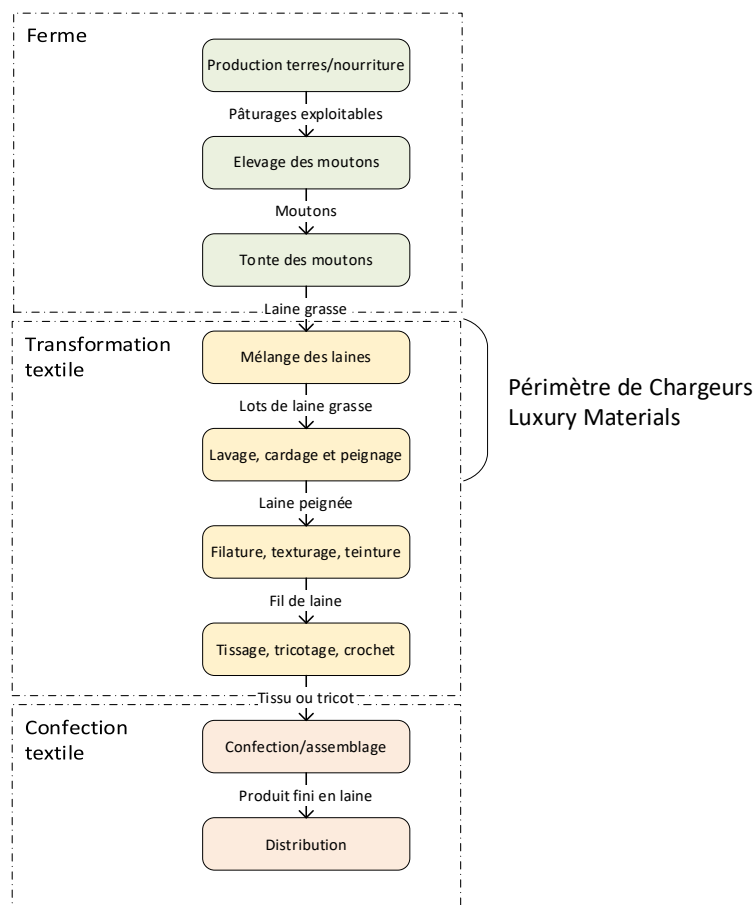 Ferme
Production terres/nourriture
Pâturages exploitables
Elevage des moutons
Moutons
Tonte des moutons
Laine grasse
Transformation
textile
Mélange des laines
Périmètre de Chargeurs
Luxury Materials
Lots de laine grasse
Lavage, cardage et peignage
Laine peignée
Filature, texturage, teinture
Fil de laine
Tissage, tricotage, crochet
Tissu ou tricot
Confection
textile
Confection/assemblage
Produit fini en laine
Distribution